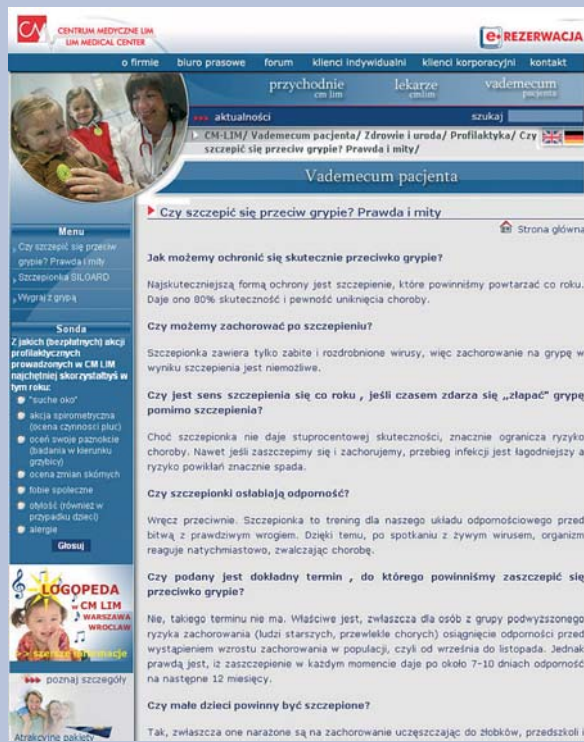 CM
CENTRUM MEDYCZNE LIM
LIM MEDICAL CENTER
e REZERWACJA
o firmie biuro prasowe forum klienci indywidualni klienci korporacyjni kontakt
przychodnie
cm lim
lekarze
cmlim
vademecum
pacjenta
aktualności
szukaj
CM-LIM/ Vademecum pacjenta/ Zdrowie i uroda/ Profilaktyka/ Czy
szczepić się przeciw grypie? Prawda i mity/
Vademecum pacjenta
Menu
Czy szczepić się przeciw
grypie? Prawda i mity
Szczepionka SILGARD
Wygraj z grypą
Sonda
Z jakich (bezpłatnych) akcji
profilaktycznych
prowadzonych w CM LIM
najchętniej skorzystałbyś w
tym roku:
"suche oko"
akcja spirometryczna
(ocena czynności płuc)
oceń swoje paznokcie
(badania w kierunku
grzybicy)
ocena zmian skórnych
fobie społeczne
otyłość (również w
przypadku dzieci)
alergie
Głosuj
LOGOPEDA
w CM LIM
WARSZAWA
WROCŁAW
>> szersze informacje
poznaj szczegóły
Atrakcyjne pakiety
Czy szczepić się przeciw grypie? Prawda i mity
Strona główna
Jak możemy ochronić się skutecznie przeciwko grypie?
Najskuteczniejszą formą ochrony jest szczepienie, które powinniśmy powtarzać co roku.
Daje ono 80% skuteczność i pewność uniknięcia choroby.
Czy możemy zachorować po szczepieniu?
Szczepionka zawiera tylko zabite i rozdrobnione wirusy, więc zachorowanie na grypę w
wyniku szczepienia jest niemożliwe.
Czy jest sens szczepienia się co roku , jeśli czasem zdarza się „złapać" grypę
pomimo szczepienia?
Choć szczepionka nie daje stuprocentowej skuteczności, znacznie ogranicza ryzyko
choroby. Nawet jeśli zaszczepimy się i zachorujemy, przebieg infekcji jest łagodniejszy a
ryzyko powikłań znacznie spada.
Czy szczepionki osłabiają odporność?
Wręcz przeciwnie. Szczepionka to trening dla naszego układu odpornościowego przed
bitwą z prawdziwym wrogiem. Dzięki temu, po spotkaniu z żywym wirusem, organizm
reaguje natychmiastowo, zwalczając chorobę.
Czy podany jest dokładny termin , do którego powinniśmy zaszczepić się
przeciwko grypie?
Nie, takiego terminu nie ma. Właściwe jest, zwłaszcza dla osób z grupy podwyższonego
ryzyka zachorowania (ludzi starszych, przewlekle chorych) osiągnięcie odporności przed
wystąpieniem wzrostu zachorowania w populacji, czyli od września do listopada. Jednak
prawdą jest, iż zaszczepienie w każdym momencie daje po około 7-10 dniach odporność
na następne 12 miesięcy.
Czy małe dzieci powinny być szczepione?
Tak, zwłaszcza one narażone są na zachorowanie uczęszczając do żłobków, przedszkoli i